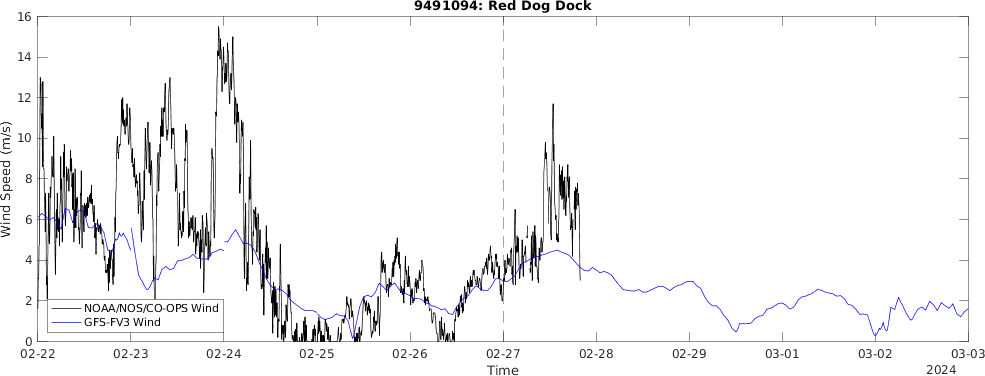 9491094: Red Dog Dock
Wind Speed (m/s)
16
14
12
10
8
6
4
2
0
NOAA/NOS/CO-OPS Wind
GFS-FV3 Wind
02-22 02-23 02-24 02-25 02-26 02-27 02-28 02-29 03-01 03-02 03-03
Time
2024